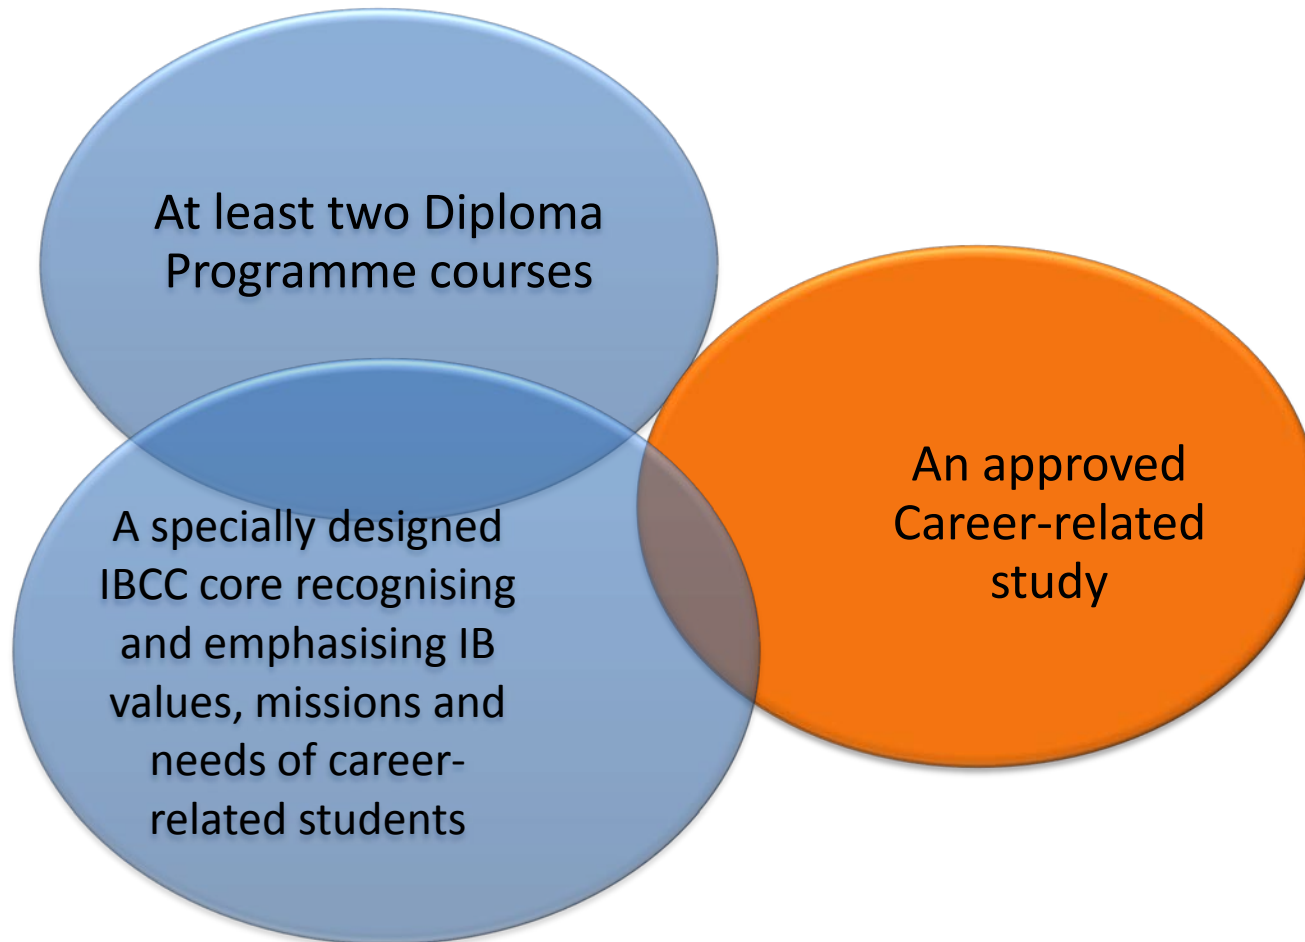 At least two Diploma
Programme courses
An approved
Career-related
study
A specially designed
IBCC core recognising
and emphasising IB
values, missions and
needs of career-
related students